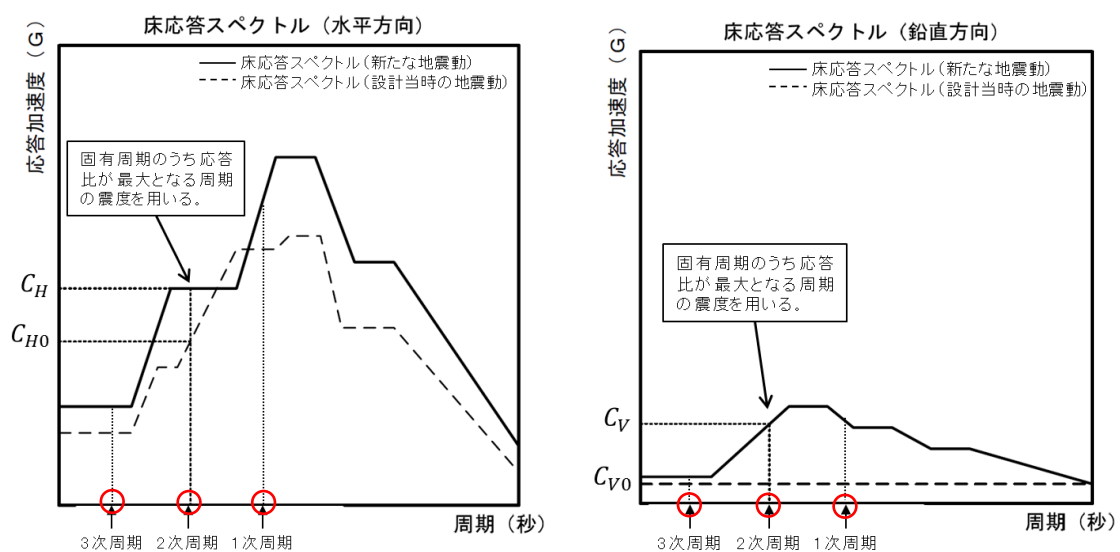 床応答スペクトル(水平方向)
応答加速度(G)
床応答スペクトル(新たな地震動)
床応答スペクトル(設計当時の地震動)
固有周期のうち応答
比が最大となる周期
の震度を用いる。
C_H
C_{H0}
周期(秒)
3次周期 2次周期 1次周期
床応答スペクトル(鉛直方向)
応答加速度(G)
床応答スペクトル(新たな地震動)
床応答スペクトル(設計当時の地震動)
固有周期のうち応答
比が最大となる周期
の震度を用いる。
C_V
C_{V0}
周期(秒)
3次周期 2次周期 1次周期